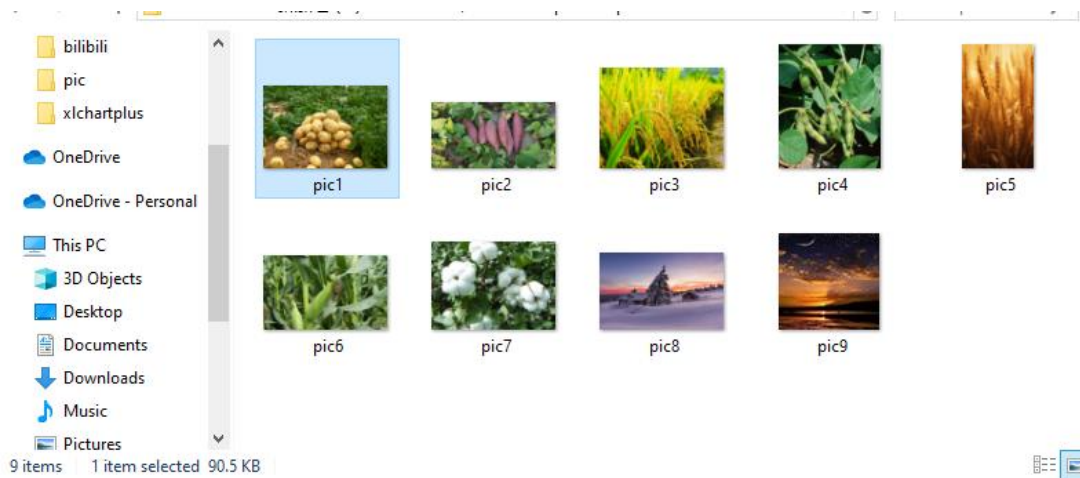 bilibili
pic
xlchartplus
OneDrive
OneDrive - Personal
This PC
3D Objects
Desktop
Documents
Downloads
Music
Pictures
pic1
pic2
pic3
pic4
pic5
pic6
pic7
pic8
pic9
9 items 1 item selected 90.5 KB